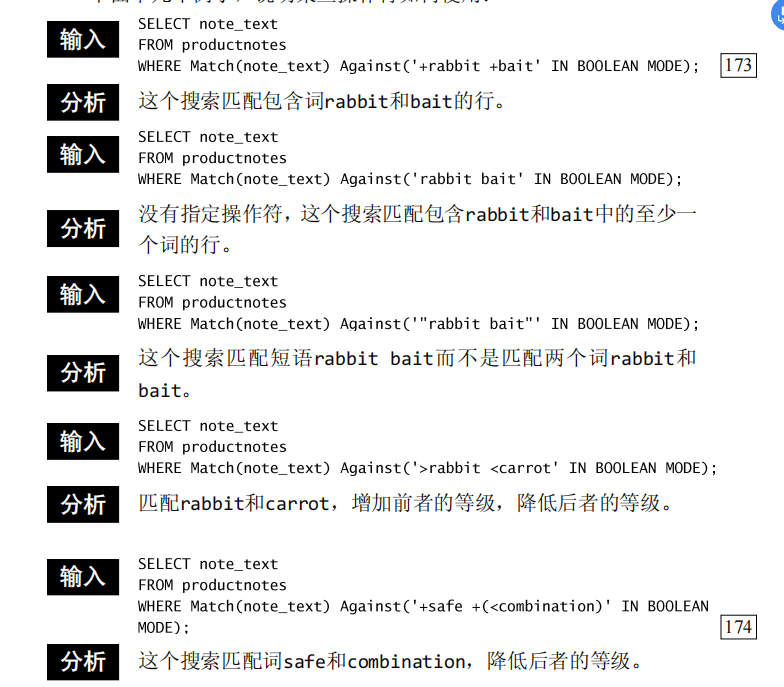 输入
SELECT note_text
FROM productnotes
WHERE Match(note_text) Against('+rabbit +bait' IN BOOLEAN MODE);
173
分析
这个搜索匹配包含词rabbit和bait的行。
输入
SELECT note_text
FROM productnotes
WHERE Match(note_text) Against('rabbit bait' IN BOOLEAN MODE);
分析
没有指定操作符，这个搜索匹配包含rabbit和bait中的至少一
个词的行。
输入
SELECT note_text
FROM productnotes
WHERE Match(note_text) Against('"rabbit bait"' IN BOOLEAN MODE);
分析
这个搜索匹配短语rabbit bait而不是匹配两个词rabbit和
bait。
输入
SELECT note_text
FROM productnotes
WHERE Match(note_text) Against('>rabbit <carrot' IN BOOLEAN MODE);
分析
匹配rabbit和carrot，增加前者的等级，降低后者的等级。
输入
SELECT note_text
FROM productnotes
WHERE Match(note_text) Against('+safe +(<combination)' IN BOOLEAN
MODE);
174
分析
这个搜索匹配词safe和combination，降低后者的等级。